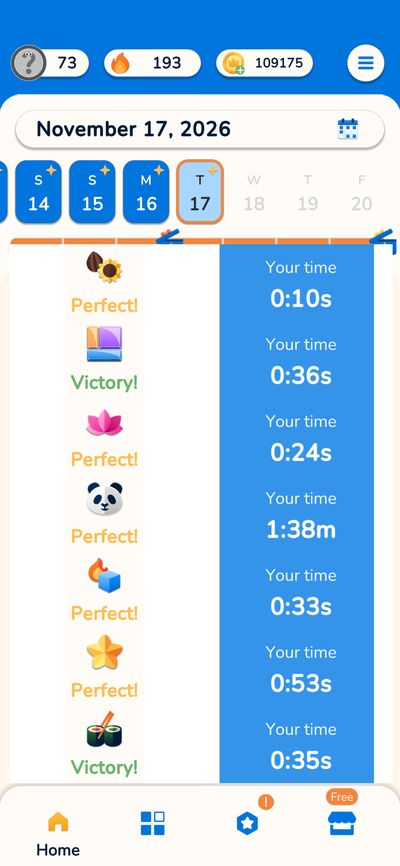 73
193
109175
November 17, 2026
S
14
S
15
M
16
T
17
W
18
T
19
F
20
Perfect!
Your time
0:10s
Victory!
Your time
0:36s
Perfect!
Your time
0:24s
Perfect!
Your time
1:38m
Perfect!
Your time
0:33s
Perfect!
Your time
0:53s
Victory!
Your time
0:35s
!
Free
Home